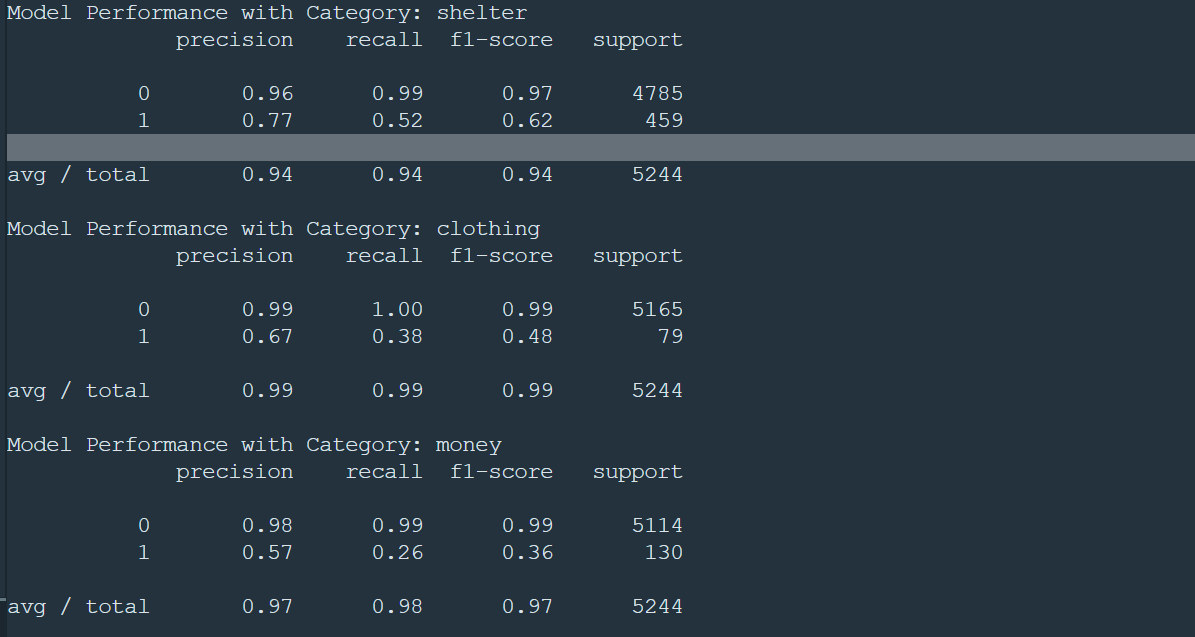 Model Performance with Category: shelter
precision recall f1-score support
0 0.96 0.99 0.97 4785
1 0.77 0.52 0.62 459
avg / total 0.94 0.94 0.94 5244
Model Performance with Category: clothing
precision recall f1-score support
0 0.99 1.00 0.99 5165
1 0.67 0.38 0.48 79
avg / total 0.99 0.99 0.99 5244
Model Performance with Category: money
precision recall f1-score support
0 0.98 0.99 0.99 5114
1 0.57 0.26 0.36 130
avg / total 0.97 0.98 0.97 5244